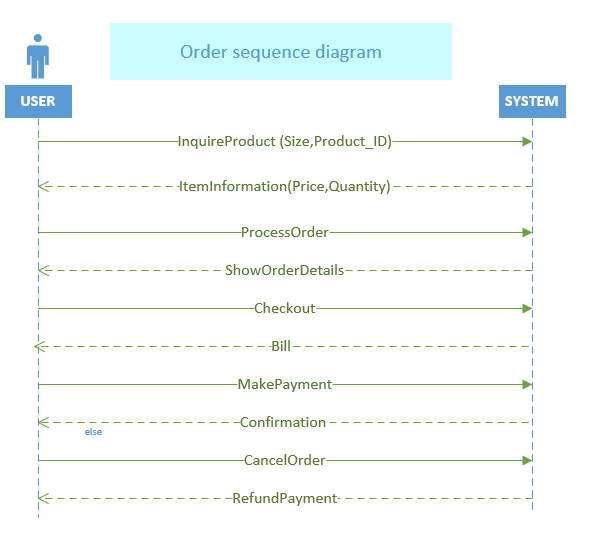 Order sequence diagram
USER
SYSTEM
InquireProduct (Size,Product_ID)
ItemInformation(Price,Quantity)
ProcessOrder
ShowOrderDetails
Checkout
Bill
MakePayment
Confirmation
else
CancelOrder
RefundPayment